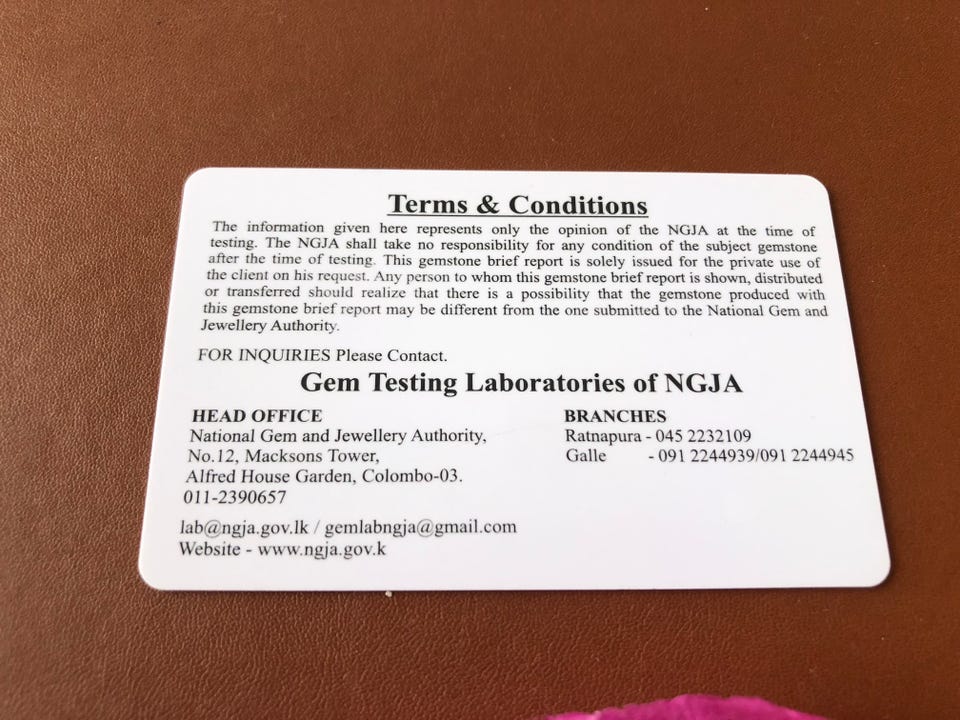 Terms & Conditions
The information given here represents only the opinion of the NGJA at the time of
testing. The NGJA shall take no responsibility for any condition of the subject gemstone
after the time of testing. This gemstone brief report is solely issued for the private use of
the client on his request. Any person to whom this gemstone brief report is shown, distributed
or transferred should realize that there is a possibility that the gemstone produced with
this gemstone brief report may be different from the one submitted to the National Gem and
Jewellery Authority.
FOR INQUIRIES Please Contact.
Gem Testing Laboratories of NGJA
HEAD OFFICE
National Gem and Jewellery Authority,
No.12, Macksons Tower,
Alfred House Garden, Colombo-03.
011-2390657
lab@ngja.gov.lk / gemlabngja@gmail.com
Website - www.ngja.gov.k
BRANCHES
Ratnapura - 045 2232109
Galle - 091 2244939/091 2244945